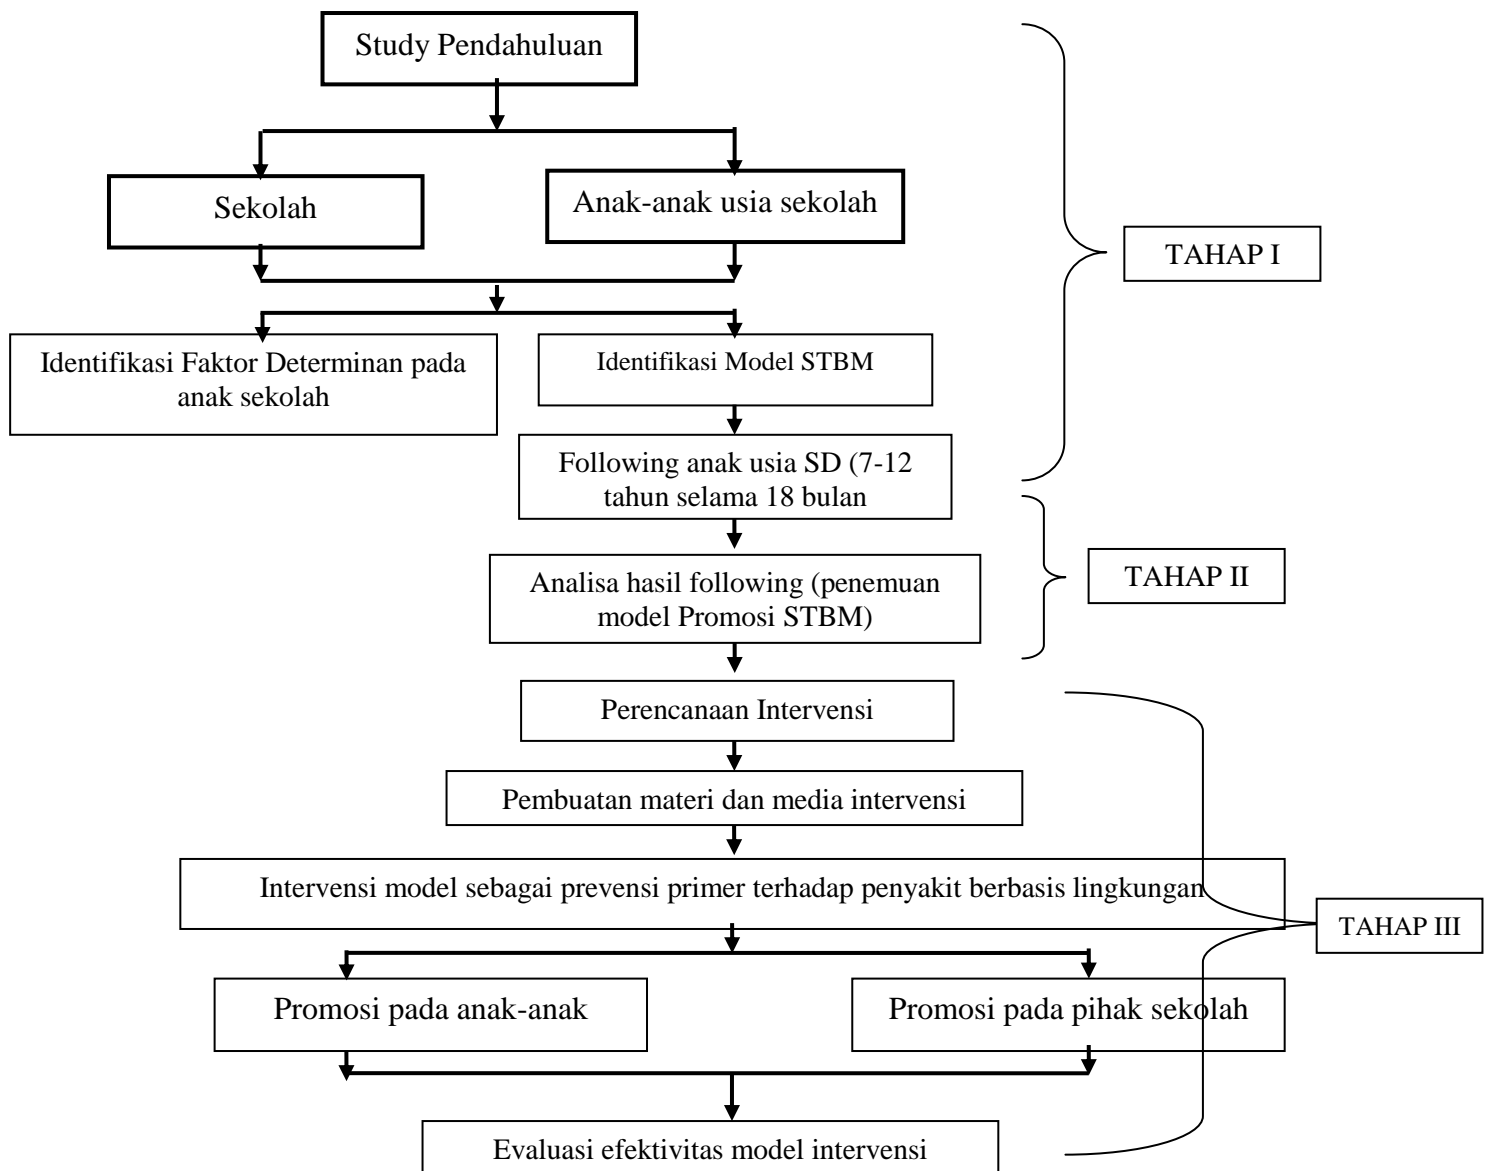 Study Pendahuluan
Sekolah
Anak-anak usia sekolah
TAHAP I
Identifikasi Faktor Determinan pada
anak sekolah
Identifikasi Model STBM
Following anak usia SD (7-12
tahun selama 18 bulan
Analisa hasil following (penemuan
model Promosi STBM)
TAHAP II
Perencanaan Intervensi
Pembuatan materi dan media intervensi
Intervensi model sebagai prevensi primer terhadap penyakit berbasis lingkungan
TAHAP III
Promosi pada anak-anak
Promosi pada pihak sekolah
Evaluasi efektivitas model intervensi